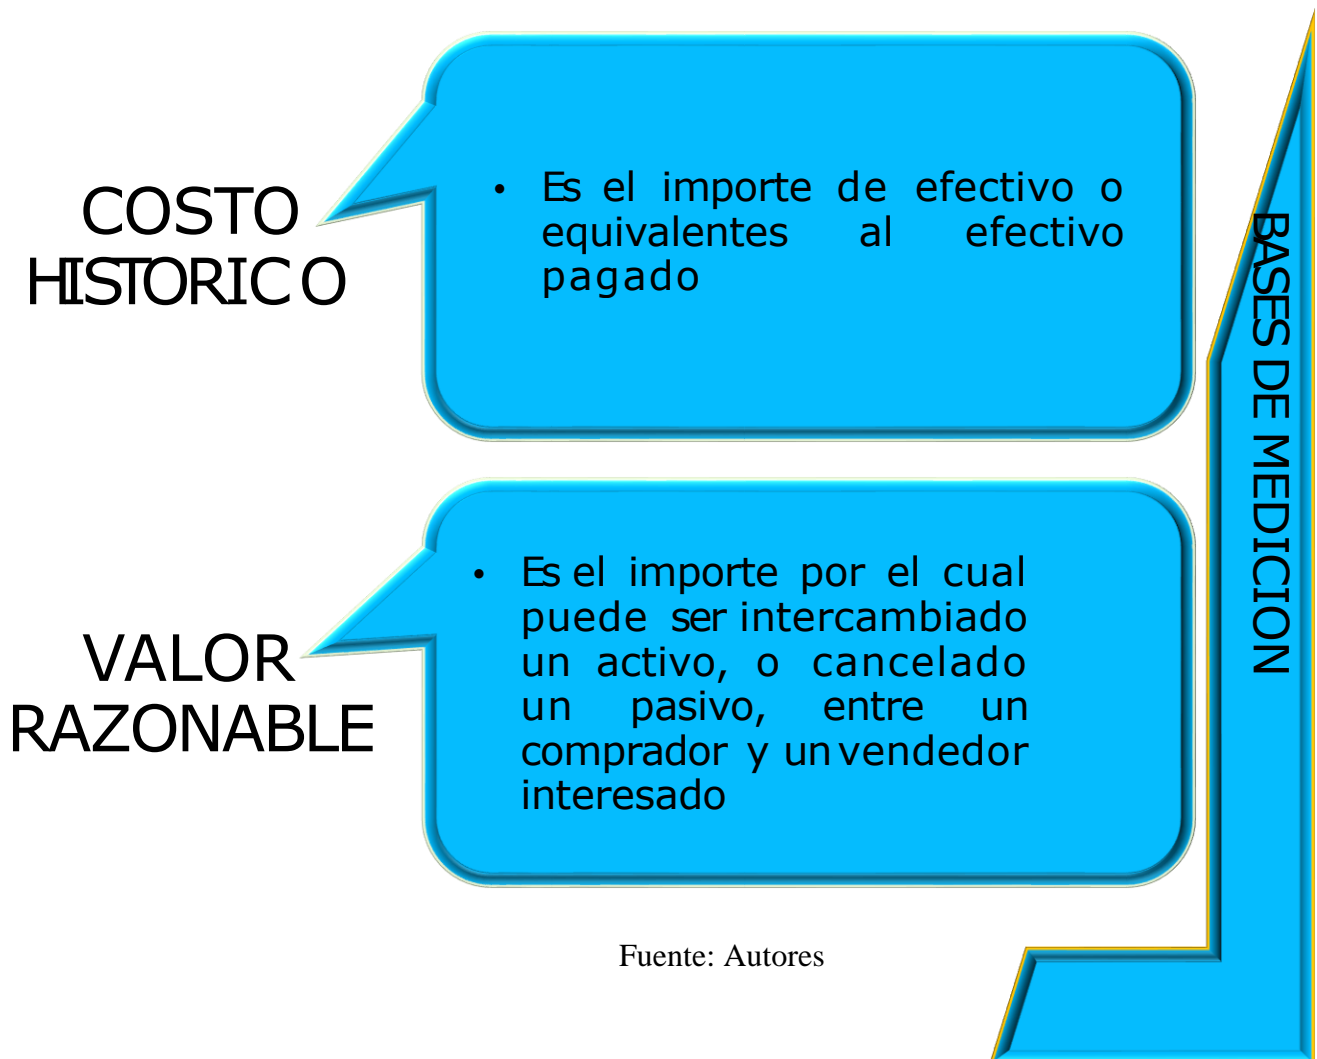 COSTO
HISTORICO
• Es el importe de efectivo o
equivalentes al efectivo
pagado
VALOR
RAZONABLE
• Es el importe por el cual
puede ser intercambiado
un activo, o cancelado
un pasivo, entre un
comprador y un vendedor
interesado
BASES DE MEDICION
Fuente: Autores